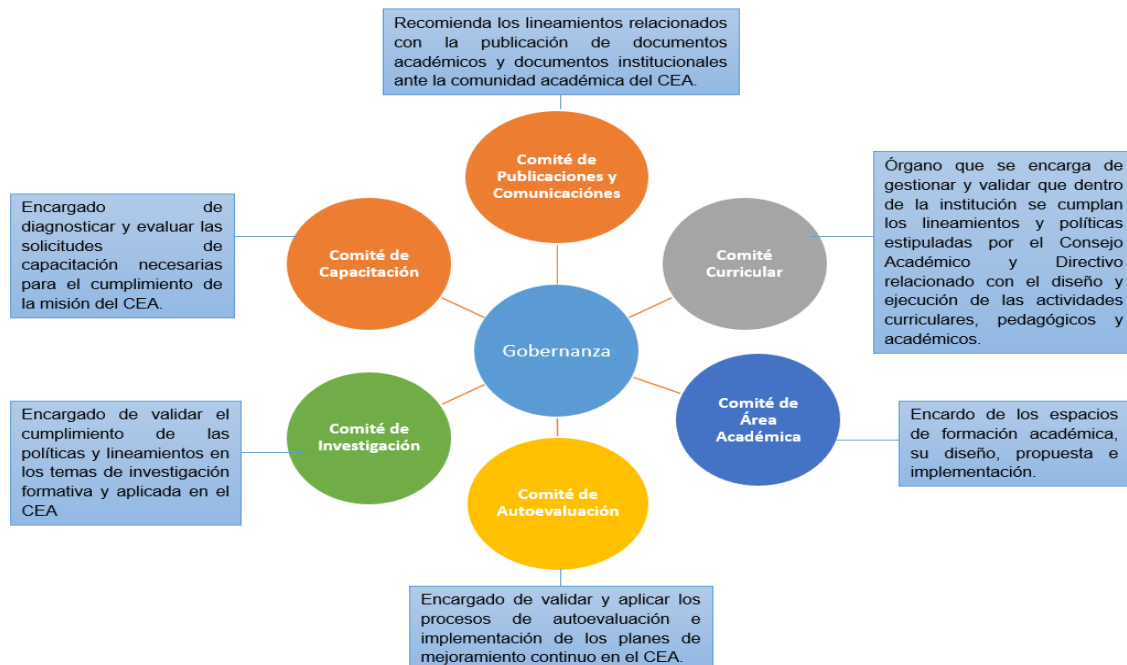 Recomienda los lineamientos relacionados
con la publicación de documentos
académicos y documentos institucionales
ante la comunidad académica del CEA.
Comité de
Publicaciones y
Comunicaciónes
Órgano que se encarga de
gestionar y validar que dentro
de la institución se cumplan
los lineamientos y políticas
estipuladas por el Consejo
Académico y Directivo
relacionado con el diseño y
ejecución de las actividades
curriculares, pedagógicos y
académicos.
Encargado de
diagnosticar y evaluar las
solicitudes de
capacitación necesarias
para el cumplimiento de
la misión del CEA.
Comité de
Capacitación
Comité
Curricular
Gobernanza
Encargado de validar el
cumplimiento de las
políticas y lineamientos en
los temas de investigación
formativa y aplicada en el
CEA
Comité de
Investigación
Comité de
Área
Académica
Encardo de los espacios
de formación académica,
su diseño, propuesta e
implementación.
Comité de
Autoevaluación
Encargado de validar y aplicar los
procesos de autoevaluación e
implementación de los planes de
mejoramiento continuo en el CEA.